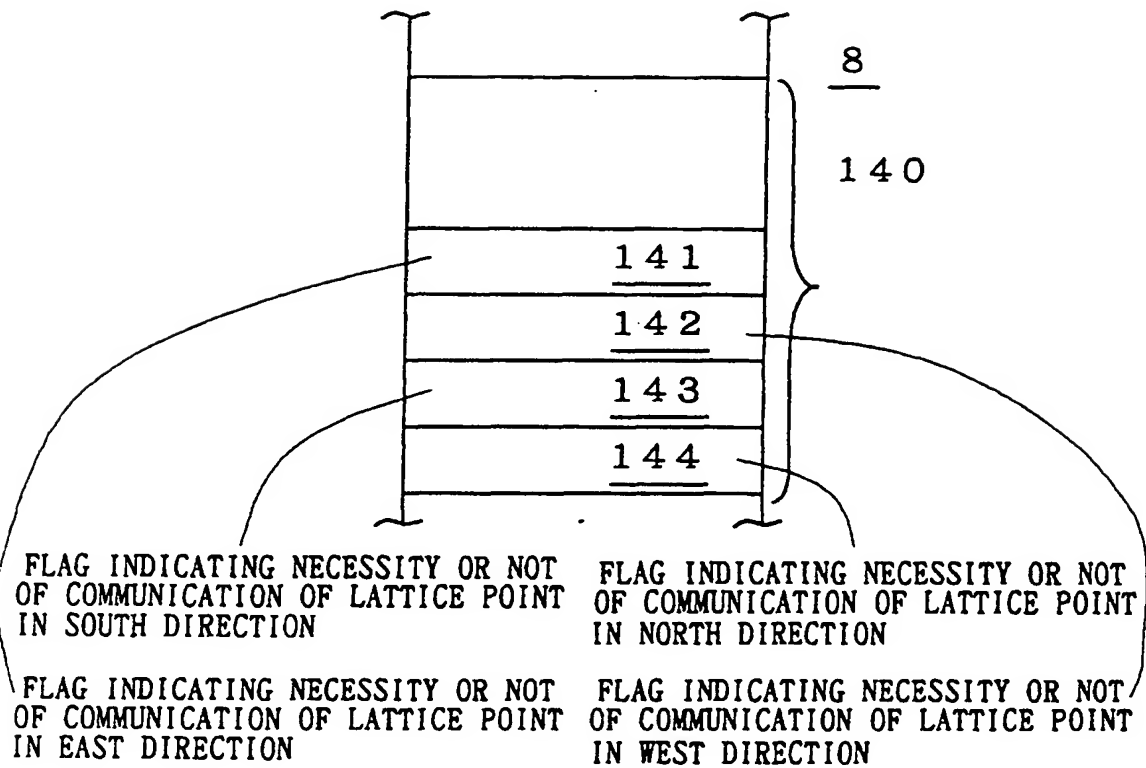 8
140
141
142
143
144
FLAG INDICATING NECESSITY OR NOT
OF COMMUNICATION OF LATTICE POINT
IN SOUTH DIRECTION
FLAG INDICATING NECESSITY OR NOT
OF COMMUNICATION OF LATTICE POINT
IN NORTH DIRECTION
FLAG INDICATING NECESSITY OR NOT
OF COMMUNICATION OF LATTICE POINT
IN EAST DIRECTION
FLAG INDICATING NECESSITY OR NOT
OF COMMUNICATION OF LATTICE POINT
IN WEST DIRECTION